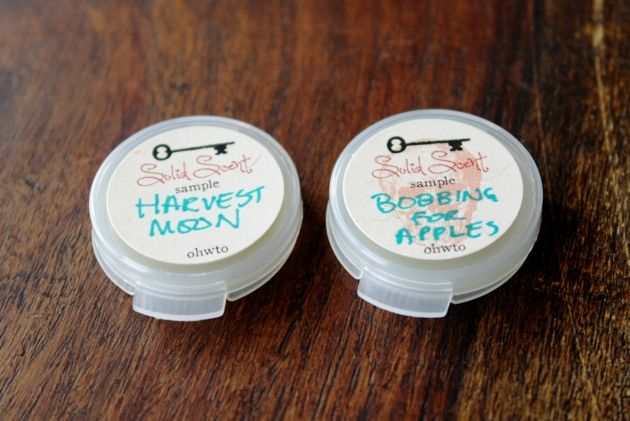 Solid Scent
sample
HARVEST
MOON
ohwto
Solid Scent
sample
BOBBING
FOR
APPLES
ohwto